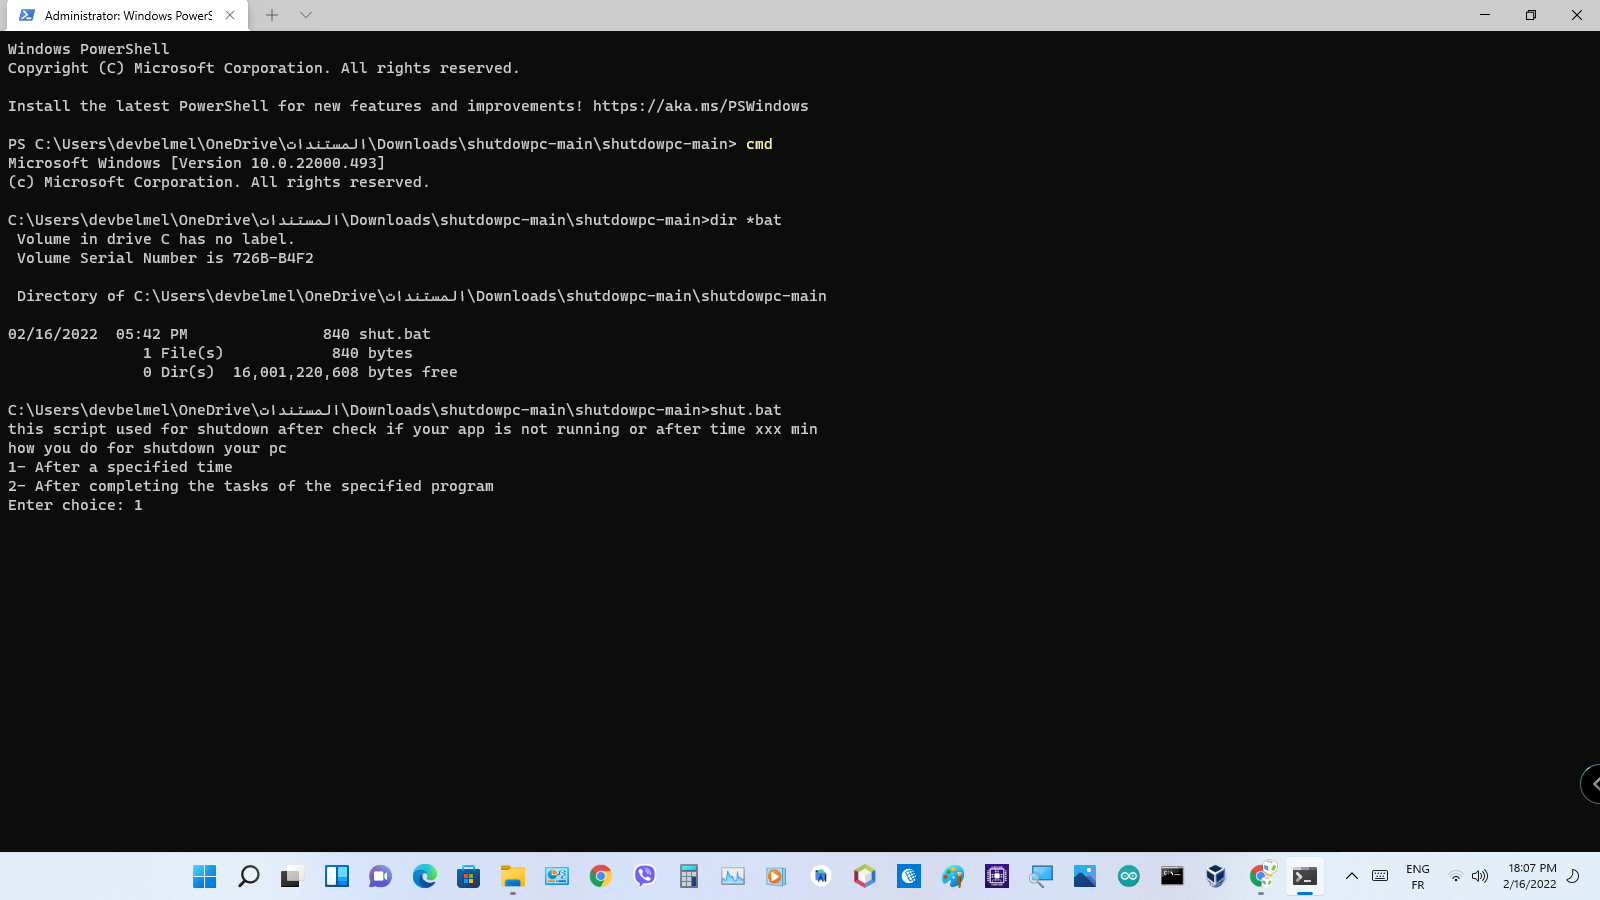 Administrator: Windows PowerS
Windows PowerShell
Copyright (C) Microsoft Corporation. All rights reserved.
Install the latest PowerShell for new features and improvements! https://aka.ms/PSWindows
PS C:\Users\devbelmel\OneDrive\المستندات\Downloads\shutdowpc-main\shutdowpc-main> cmd
Microsoft Windows [Version 10.0.22000.493]
(c) Microsoft Corporation. All rights reserved.
C:\Users\devbelmel\OneDrive\المستندات\Downloads\shutdowpc-main\shutdowpc-main>dir *bat
Volume in drive C has no label.
Volume Serial Number is 726B-B4F2
Directory of C:\Users\devbelmel\OneDrive\المستندات\Downloads\shutdowpc-main\shutdowpc-main
02/16/2022  05:42 PM               840 shut.bat
1 File(s)            840 bytes
0 Dir(s)  16,001,220,608 bytes free
C:\Users\devbelmel\OneDrive\المستندات\Downloads\shutdowpc-main\shutdowpc-main>shut.bat
this script used for shutdown after check if your app is not running or after time xxx min
how you do for shutdown your pc
1- After a specified time
2- After completing the tasks of the specified program
Enter choice: 1
ENG
FR
18:07 PM
2/16/2022